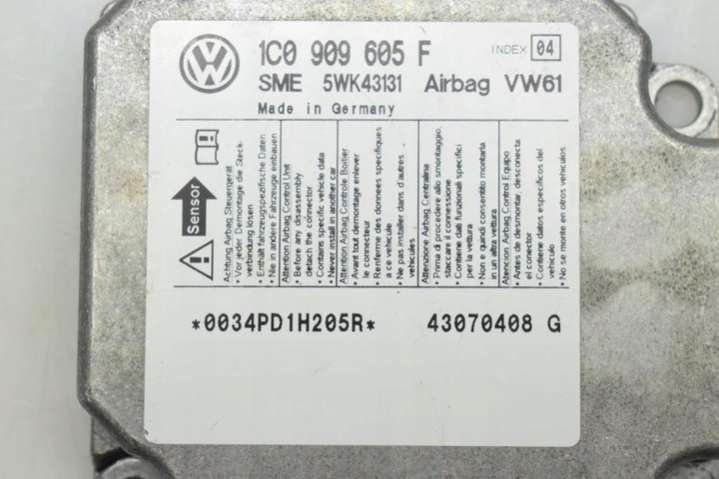 1C0 909 605 F
INDEX 04
SME 5WK43131 Airbag VW61
Made in Germany
Sensor
Achtung Airbag Steuergerät
• Vor jeder Demontage die Steck-
verbindung lösen
• Enthält fahrzeugspezifische Daten
• Nie in andere Fahrzeuge einbauen
Attention Airbag Control Unit
• Before any disassembly
detach the connector
• Contains specific vehicle data
• Never install in another car
Attention Airbag Controle Boitier
• Avant tout demontage enlever
le connecteur
• Renferme des donnees specifiques
a ce vehicule
• Ne pas installer dans d'autres
vehicules
Attenzione Airbag Centralina
• Prima di procedere allo smontaggio
staccare il connessione
• Contiene dati funzionali specifici
per la vettura
• Non e quindi consentito montarla
in un altra vettura
Atencion Airbag Control Equipo
• Antes de desmontar, desconecta
el conector
• Contiene datos especificos del
vehiculo
• No se monte en otros vehiculos
*0034PD1H205R* 43070408 G